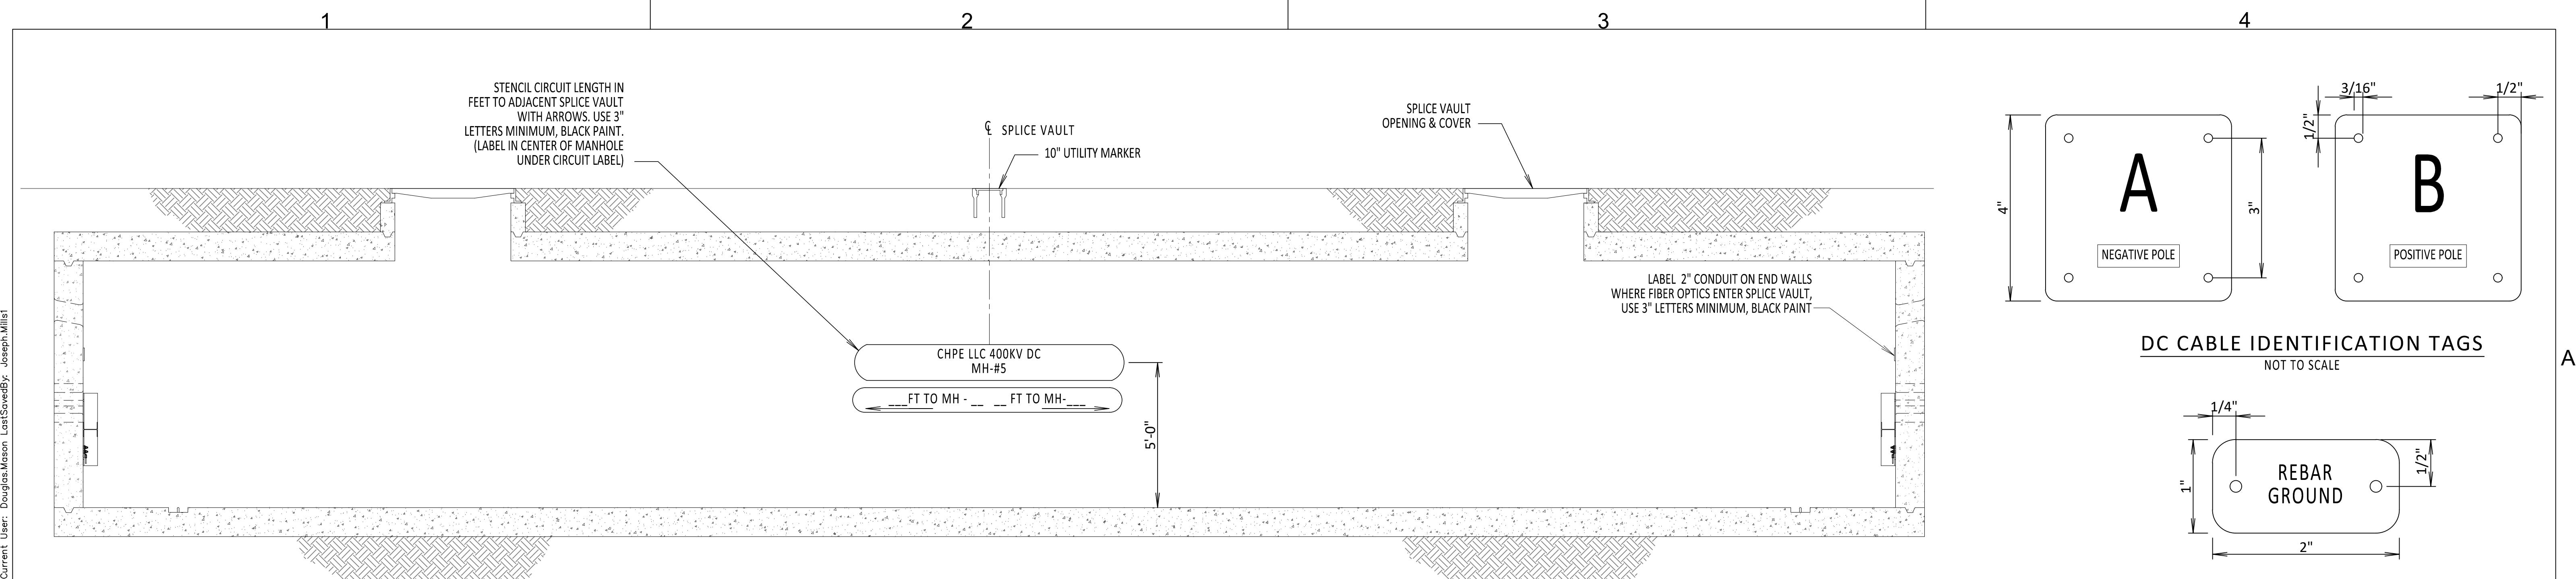 1
2
3
4
STENCIL CIRCUIT LENGTH IN
FEET TO ADJACENT SPLICE VAULT
WITH ARROWS. USE 3"
LETTERS MINIMUM, BLACK PAINT.
(LABEL IN CENTER OF MANHOLE
UNDER CIRCUIT LABEL)
℄ SPLICE VAULT
10" UTILITY MARKER
SPLICE VAULT
OPENING & COVER
LABEL 2" CONDUIT ON END WALLS
WHERE FIBER OPTICS ENTER SPLICE VAULT,
USE 3" LETTERS MINIMUM, BLACK PAINT
CHPE LLC 400KV DC
MH-#5
___FT TO MH - __ __ FT TO MH-___
5'-0"
4"
A
NEGATIVE POLE
3"
3/16"
1/2"
1/2"
B
POSITIVE POLE
DC CABLE IDENTIFICATION TAGS
NOT TO SCALE
A
1/4"
1"
REBAR
GROUND
1/2"
2"
Current User: Douglas.Mason LastSavedBy: Joseph.Mills1